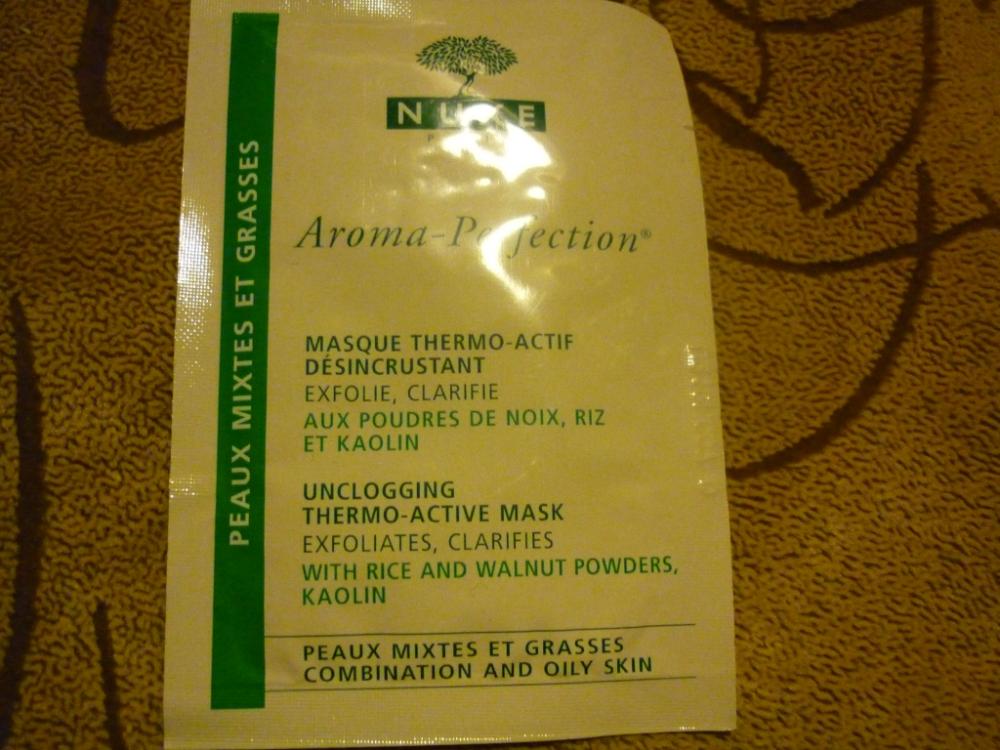 NUXE
Aroma-Perfection®
PEAUX MIXTES ET GRASSES
MASQUE THERMO-ACTIF
DÉSINCRUSTANT
EXFOLIE, CLARIFIE
AUX POUDRES DE NOIX, RIZ
ET KAOLIN
UNCLOGGING
THERMO-ACTIVE MASK
EXFOLIATES, CLARIFIES
WITH RICE AND WALNUT POWDERS,
KAOLIN
PEAUX MIXTES ET GRASSES
COMBINATION AND OILY SKIN